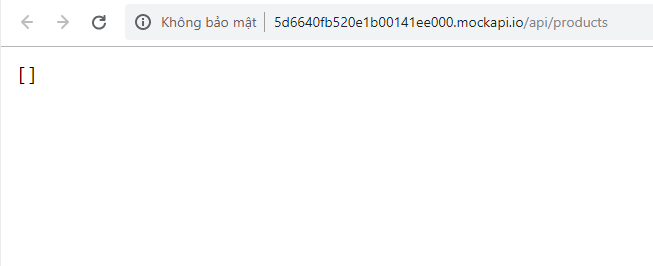 Không bảo mật 5d6640fb520e1b00141ee000.mockapi.io/api/products
[]